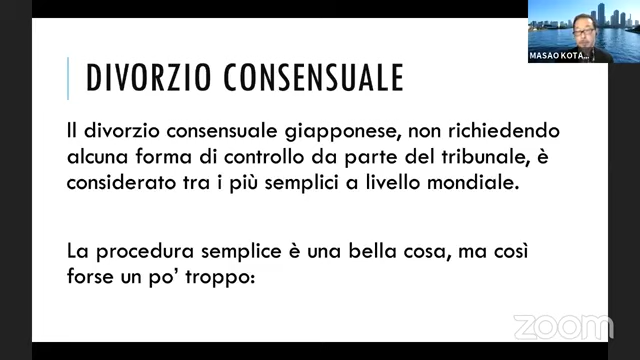 MASAO KOTA...
DIVORZIO CONSENSUALE
Il divorzio consensuale giapponese, non richiedendo
alcuna forma di controllo da parte del tribunale, è
considerato tra i più semplici a livello mondiale.
La procedura semplice è una bella cosa, ma così
forse un po’ troppo:
zoom